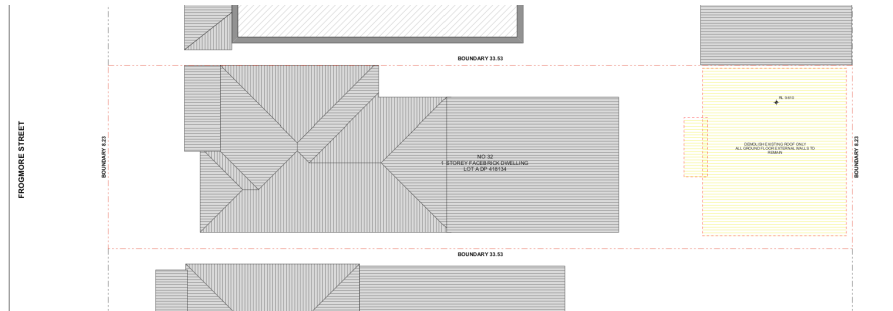 BOUNDARY 33.53
FROGMORE STREET
BOUNDARY 8.23
NO 32
1 STOREY FACEBRICK DWELLING
LOT A DP 418134
DEMOLISH EXISTING ROOF ONLY
ALL GROUND FLOOR EXTERNAL WALLS TO
REMAIN
BOUNDARY 8.23
BOUNDARY 33.53